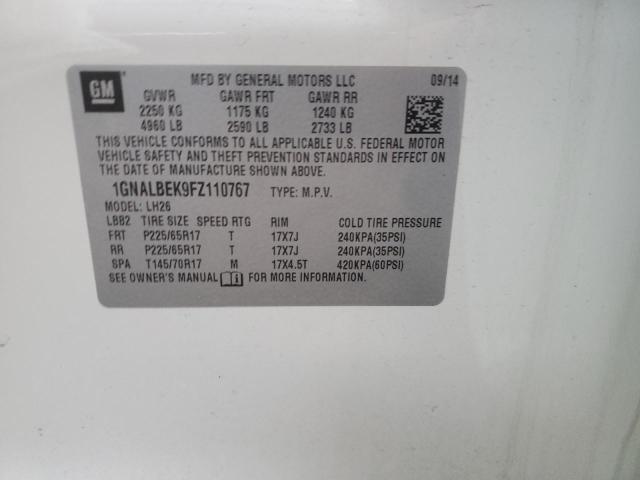 GM MFD BY GENERAL MOTORS LLC 09/14
GVWR GAWR FRT GAWR RR
2250 KG 1175 KG 1240 KG
4960 LB 2590 LB 2733 LB
THIS VEHICLE CONFORMS TO ALL APPLICABLE U.S. FEDERAL MOTOR
VEHICLE SAFETY AND THEFT PREVENTION STANDARDS IN EFFECT ON
THE DATE OF MANUFACTURE SHOWN ABOVE.
1GNALBEK9FZ110767 TYPE: M.P.V.
MODEL: LH26
LBB2 TIRE SIZE SPEED RTG RIM COLD TIRE PRESSURE
FRT P225/65R17 T 17X7J 240KPA(35PSI)
RR P225/65R17 T 17X7J 240KPA(35PSI)
SPA T145/70R17 M 17X4.5T 420KPA(60PSI)
SEE OWNER'S MANUAL FOR MORE INFORMATION.